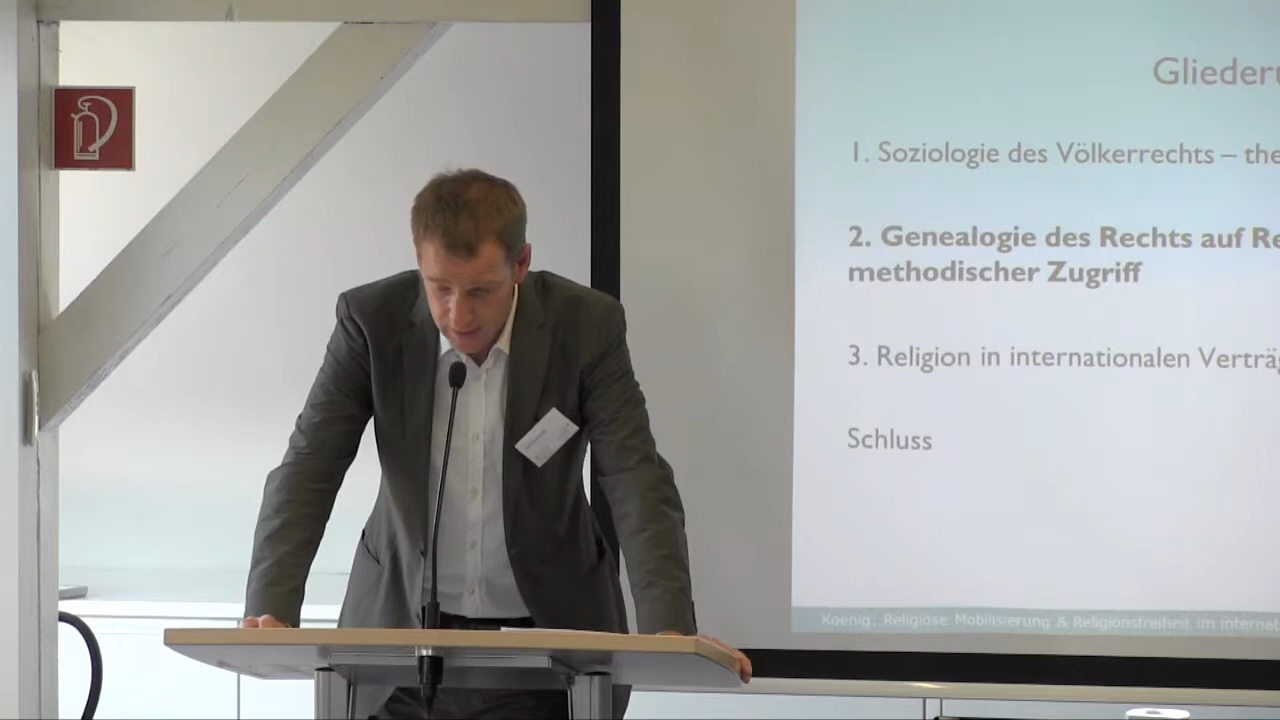 Gliederu
1. Soziologie des Völkerrechts – the
2. Genealogie des Rechts auf Re
methodischer Zugriff
3. Religion in internationalen Verträg
Schluss
Koenig: Religiöse Mobilisierung & Religionsfreiheit im internat